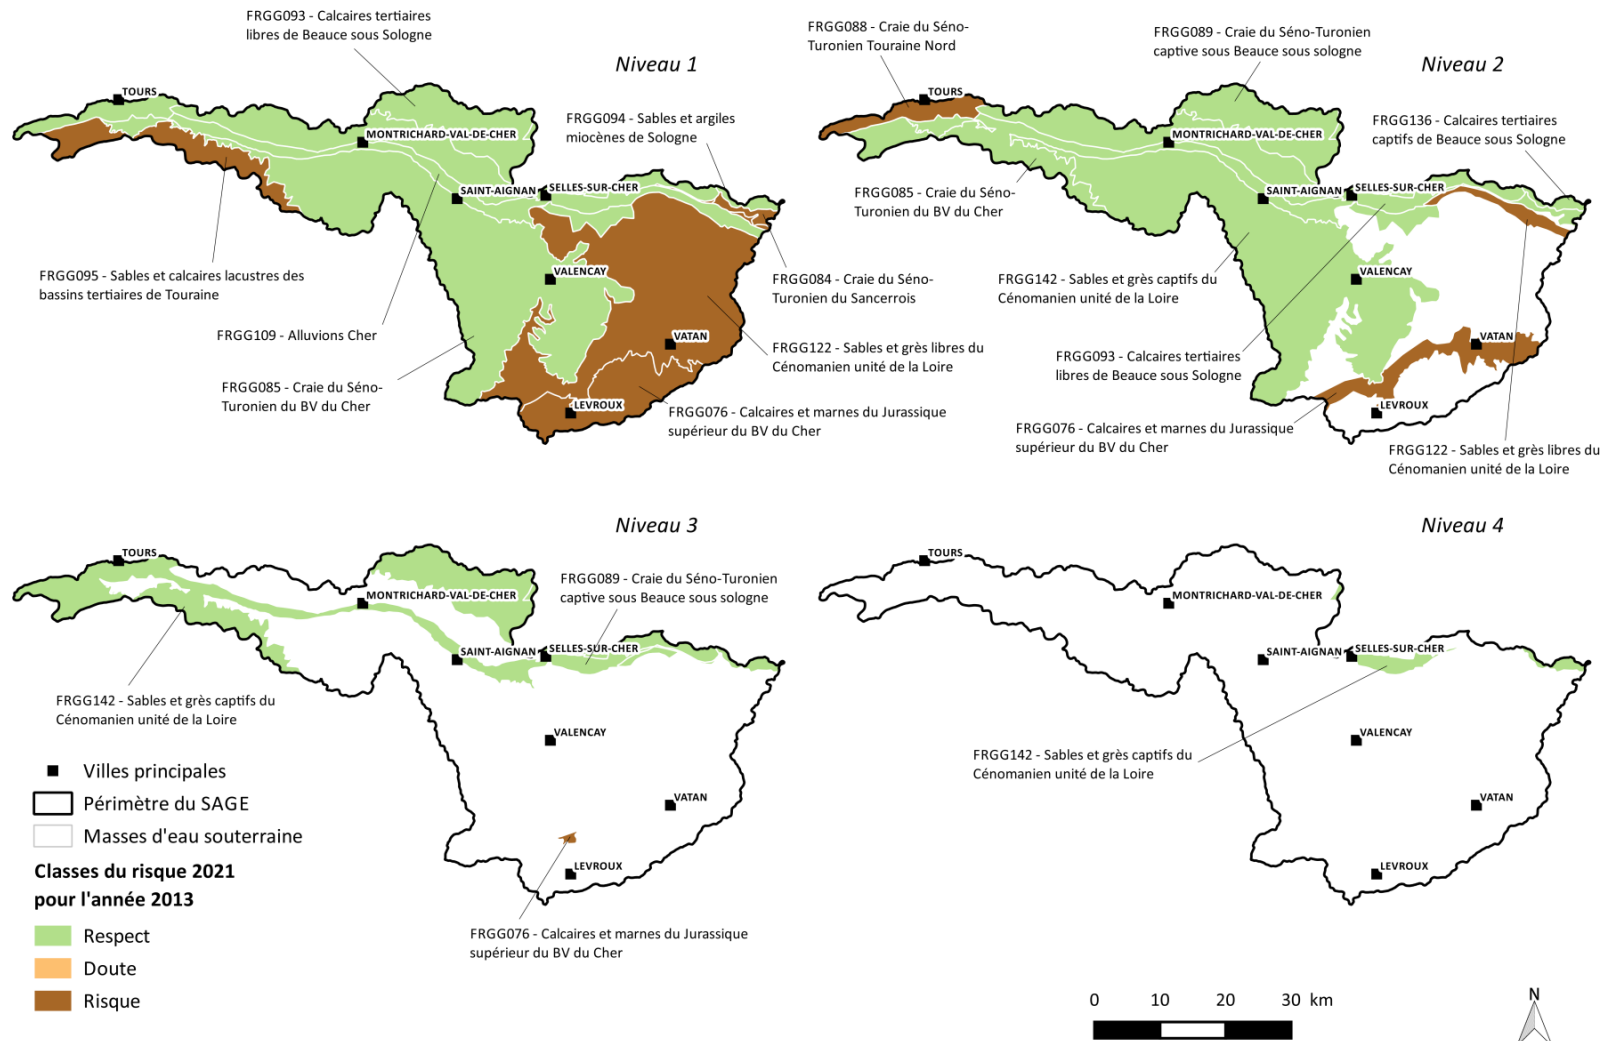 FRGG093 - Calcaires tertiaires
libres de Beauce sous Sologne
Niveau 1
TOURS
MONTRICHARD-VAL-DE-CHER
FRGG094 - Sables et argiles
miocènes de Sologne
SAINT-AIGNAN
SELLES-SUR-CHER
FRGG095 - Sables et calcaires lacustres des
bassins tertiaires de Touraine
VALENCAY
FRGG084 - Craie du Séno-
Turonien du Sancerrois
FRGG109 - Alluvions Cher
VATAN
FRGG122 - Sables et grès libres du
Cénomanien unité de la Loire
FRGG085 - Craie du Séno-
Turonien du BV du Cher
LEVROUX
FRGG076 - Calcaires et marnes du Jurassique
supérieur du BV du Cher
FRGG088 - Craie du Séno-
Turonien Touraine Nord
FRGG089 - Craie du Séno-Turonien
captive sous Beauce sous sologne
Niveau 2
TOURS
MONTRICHARD-VAL-DE-CHER
FRGG136 - Calcaires tertiaires
captifs de Beauce sous Sologne
FRGG085 - Craie du Séno-
Turonien du BV du Cher
SAINT-AIGNAN
SELLES-SUR-CHER
FRGG142 - Sables et grès captifs du
Cénomanien unité de la Loire
VALENCAY
FRGG093 - Calcaires tertiaires
libres de Beauce sous Sologne
VATAN
LEVROUX
FRGG076 - Calcaires et marnes du Jurassique
supérieur du BV du Cher
FRGG122 - Sables et grès libres du
Cénomanien unité de la Loire
Niveau 3
TOURS
MONTRICHARD-VAL-DE-CHER
FRGG089 - Craie du Séno-Turonien
captive sous Beauce sous sologne
SAINT-AIGNAN
SELLES-SUR-CHER
FRGG142 - Sables et grès captifs du
Cénomanien unité de la Loire
VALENCAY
VATAN
LEVROUX
FRGG076 - Calcaires et marnes du Jurassique
supérieur du BV du Cher
Niveau 4
TOURS
MONTRICHARD-VAL-DE-CHER
SAINT-AIGNAN
SELLES-SUR-CHER
VALENCAY
FRGG142 - Sables et grès captifs du
Cénomanien unité de la Loire
VATAN
LEVROUX
Villes principales
Périmètre du SAGE
Masses d'eau souterraine
Classes du risque 2021
pour l'année 2013
Respect
Doute
Risque
0 10 20 30 km
N